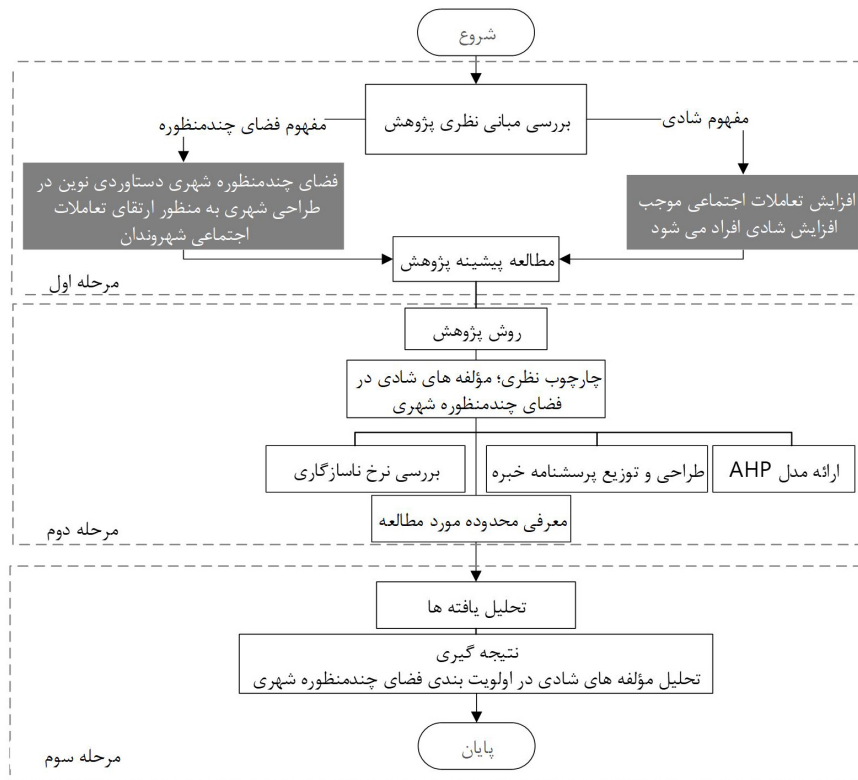 شروع
بررسی مبانی نظری پژوهش
مفهوم شادی
مفهوم فضای چندمنظوره
افزایش تعاملات اجتماعی موجب
افزایش شادی افراد می شود
فضای چندمنظوره شهری دستاوردی نوین در
طراحی شهری به منظور ارتقای تعاملات
اجتماعی شهروندان
مطالعه پیشینه پژوهش
مرحله اول
روش پژوهش
چارچوب نظری؛ مؤلفه های شادی در
فضای چندمنظوره شهری
ارائه مدل AHP
طراحی و توزیع پرسشنامه خبره
بررسی نرخ ناسازگاری
معرفی محدوده مورد مطالعه
مرحله دوم
تحلیل یافته ها
نتیجه گیری
تحلیل مؤلفه های شادی در اولویت بندی فضای چندمنظوره شهری
پایان
مرحله سوم